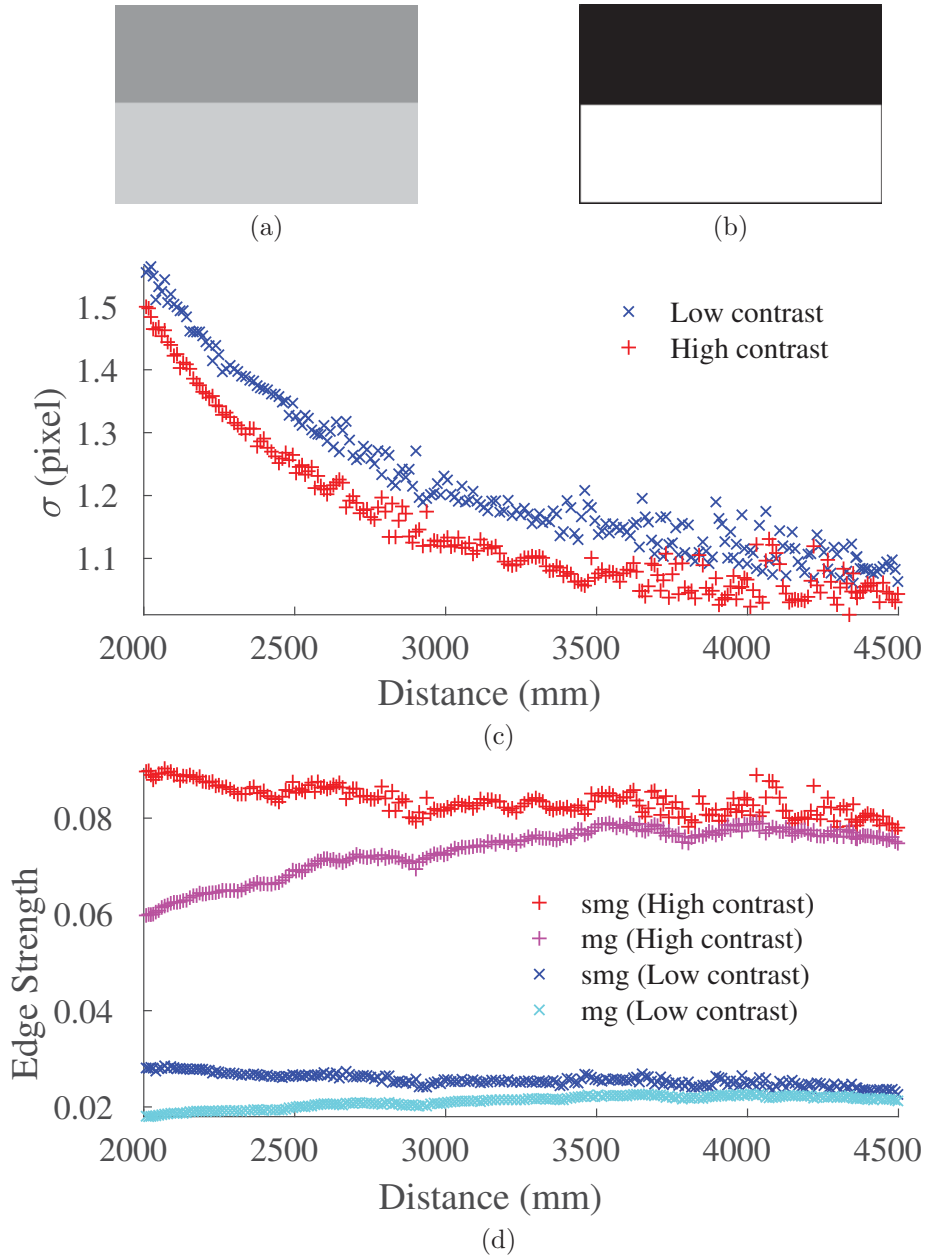 (a)
(b)
σ (pixel)
1.5
1.4
1.3
1.2
1.1
Low contrast
High contrast
2000 2500 3000 3500 4000 4500
Distance (mm)
(c)
Edge Strength
0.08
0.06
0.04
0.02
smg (High contrast)
mg (High contrast)
smg (Low contrast)
mg (Low contrast)
2000 2500 3000 3500 4000 4500
Distance (mm)
(d)